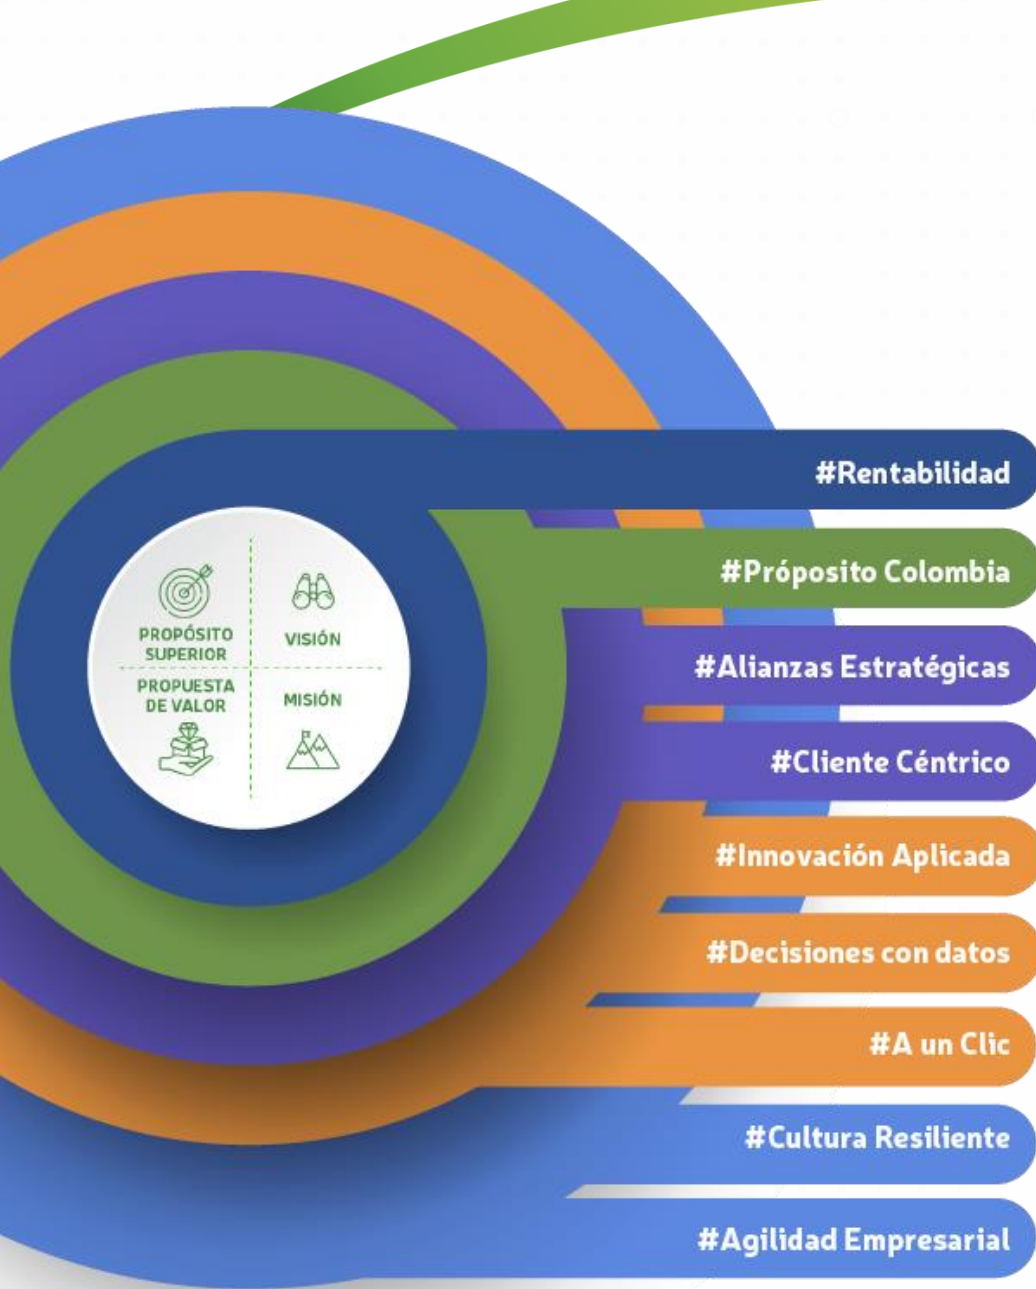 #Rentabilidad
#Próposito Colombia
PROPÓSITO
SUPERIOR
VISIÓN
PROPUESTA
DE VALOR
MISIÓN
#Alianzas Estratégicas
#Cliente Céntrico
#Innovación Aplicada
#Decisiones con datos
#A un Clic
#Cultura Resiliente
#Agilidad Empresarial